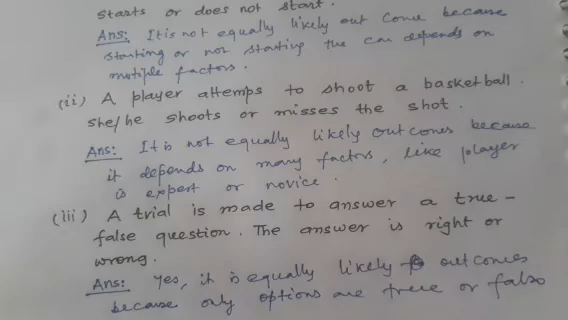 starts or does not start.
Ans: It is not equally likely out come because
starting or not starting the car depends on
multiple factors.
(ii) A player attemps to shoot a basketball.
she/he shoots or misses the shot.
Ans: It is not equally likely outcomes because
it depends on many factors, like player
is expert or novice.
(iii) A trial is made to answer a true-
false question. The answer is right or
wrong.
Ans: Yes, it is equally likely outcomes
because only options are true or false